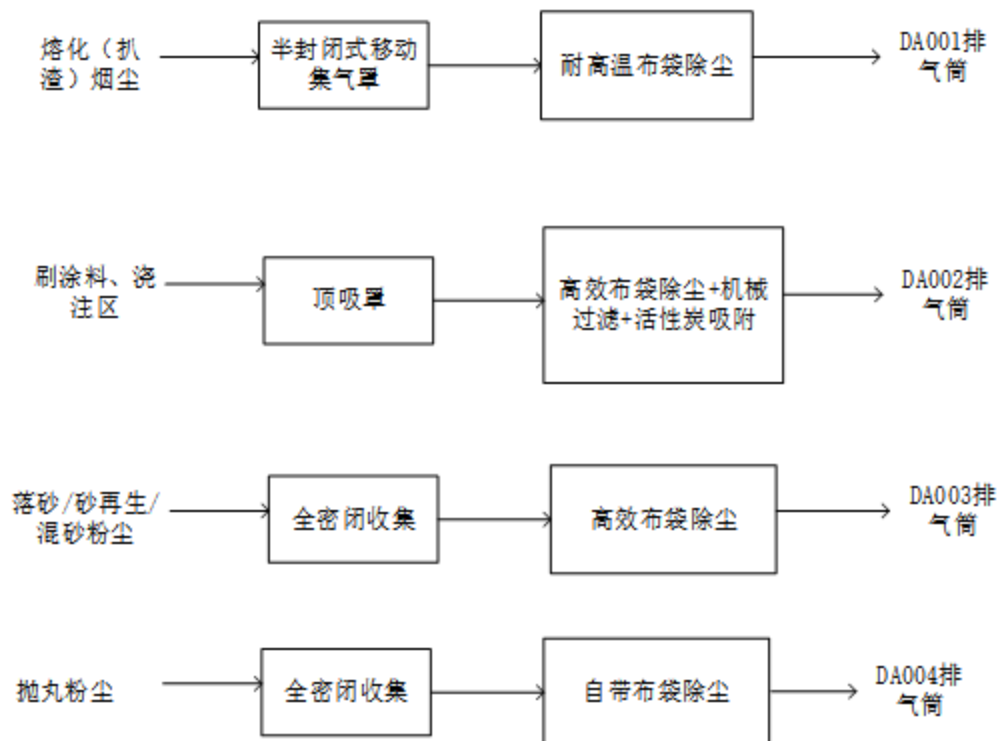 熔化（扒
渣）烟尘
半封闭式移动
集气罩
耐高温布袋除尘
DA001排
气筒
刷涂料、浇
注区
顶吸罩
高效布袋除尘+机械
过滤+活性炭吸附
DA002排
气筒
落砂/砂再生/
混砂粉尘
全密闭收集
高效布袋除尘
DA003排
气筒
抛丸粉尘
全密闭收集
自带布袋除尘
DA004排
气筒